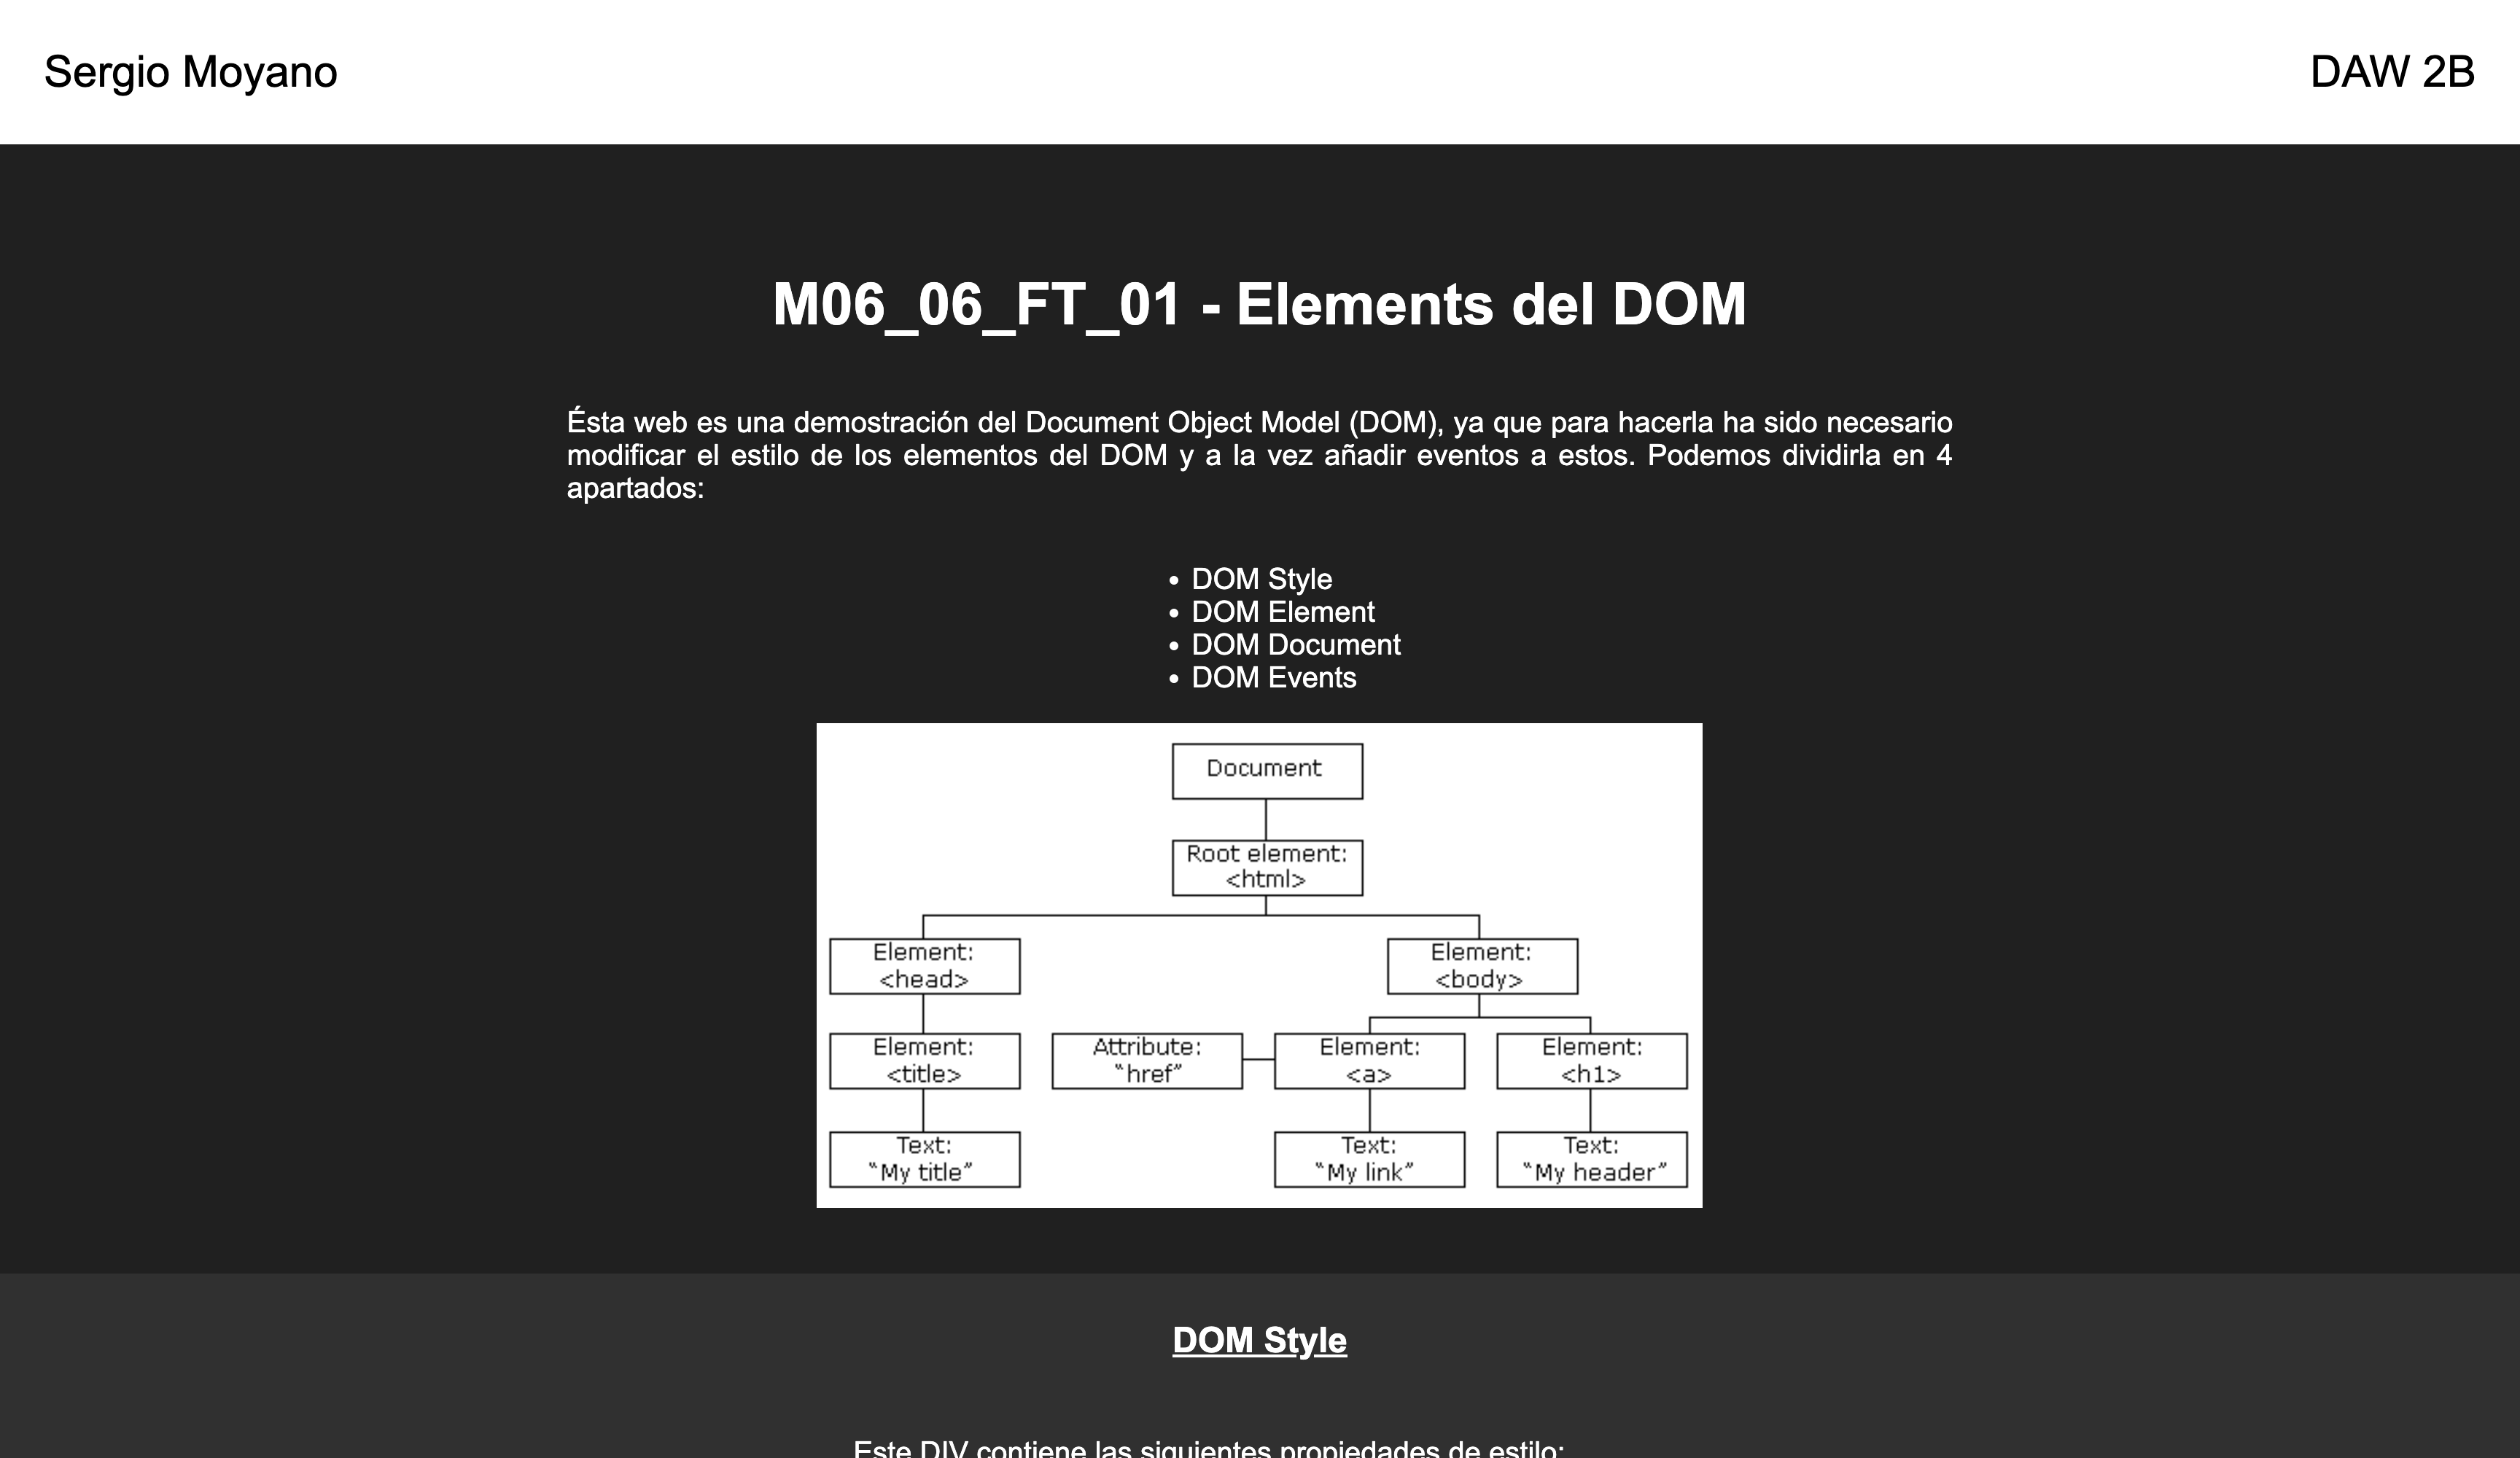 Sergio Moyano
DAW 2B
M06_06_FT_01 - Elements del DOM
Ésta web es una demostración del Document Object Model (DOM), ya que para hacerla ha sido necesario
modificar el estilo de los elementos del DOM y a la vez añadir eventos a estos. Podemos dividirla en 4
apartados:
• DOM Style
• DOM Element
• DOM Document
• DOM Events
Document
Root element:
<html>
Element:
<head>
Element:
<body>
Element:
<title>
Attribute:
“href”
Element:
<a>
Element:
<h1>
Text:
“My title”
Text:
“My link”
Text:
“My header”
DOM Style
Este DIV contiene las siguientes propiedades de estilo: